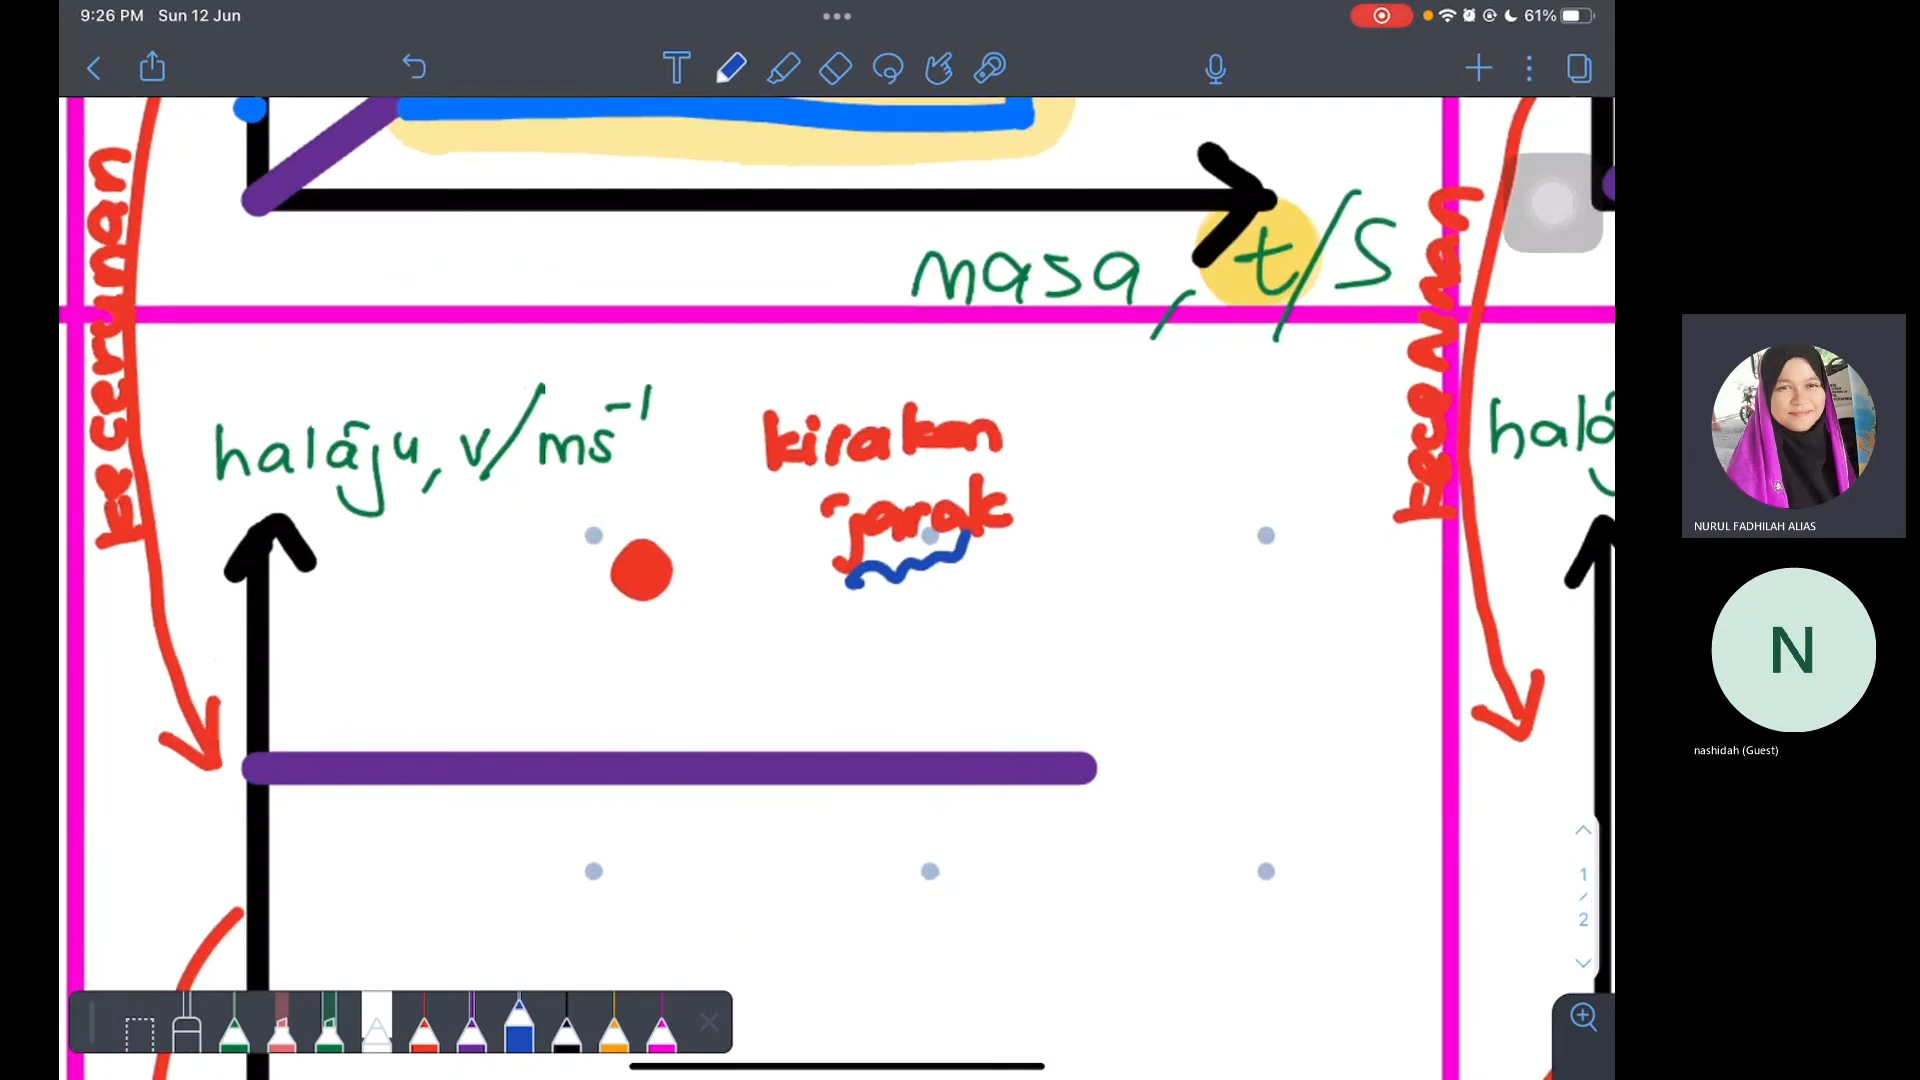 9:26 PM Sun 12 Jun
61%
kecerunan
masa, t/s
kecerunan
halaju, v/ms⁻¹
kirakan
jarak
hala
NURUL FADHILAH ALIAS
N
nashidah (Guest)
1
/
2